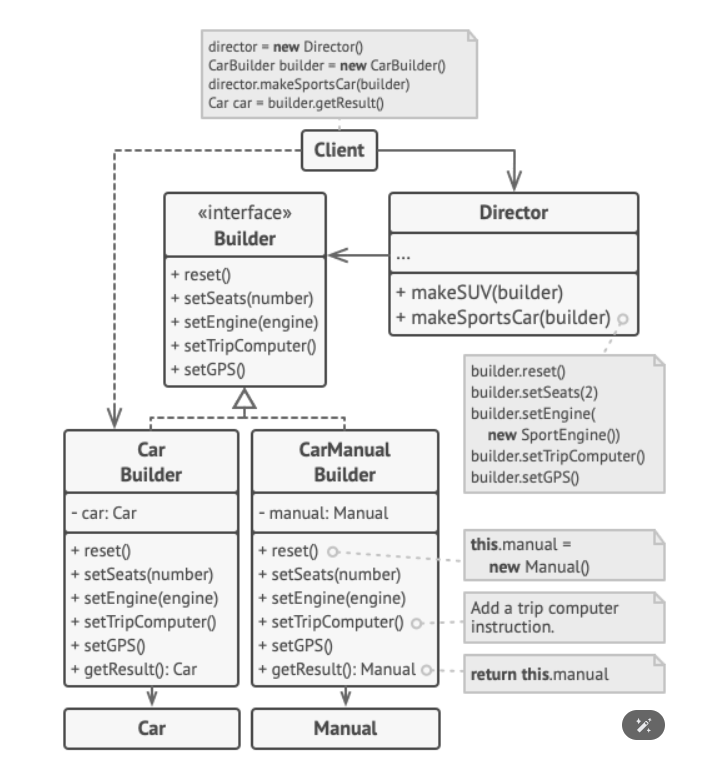 director = new Director()
CarBuilder builder = new CarBuilder()
director.makeSportsCar(builder)
Car car = builder.getResult()
Client
«interface»
Builder
+ reset()
+ setSeats(number)
+ setEngine(engine)
+ setTripComputer()
+ setGPS()
Director
...
+ makeSUV(builder)
+ makeSportsCar(builder)
builder.reset()
builder.setSeats(2)
builder.setEngine(
new SportEngine())
builder.setTripComputer()
builder.setGPS()
Car
Builder
- car: Car
+ reset()
+ setSeats(number)
+ setEngine(engine)
+ setTripComputer()
+ setGPS()
+ getResult(): Car
CarManual
Builder
- manual: Manual
+ reset()
+ setSeats(number)
+ setEngine(engine)
+ setTripComputer()
+ setGPS()
+ getResult(): Manual
this.manual =
new Manual()
Add a trip computer
instruction.
return this.manual
Car
Manual